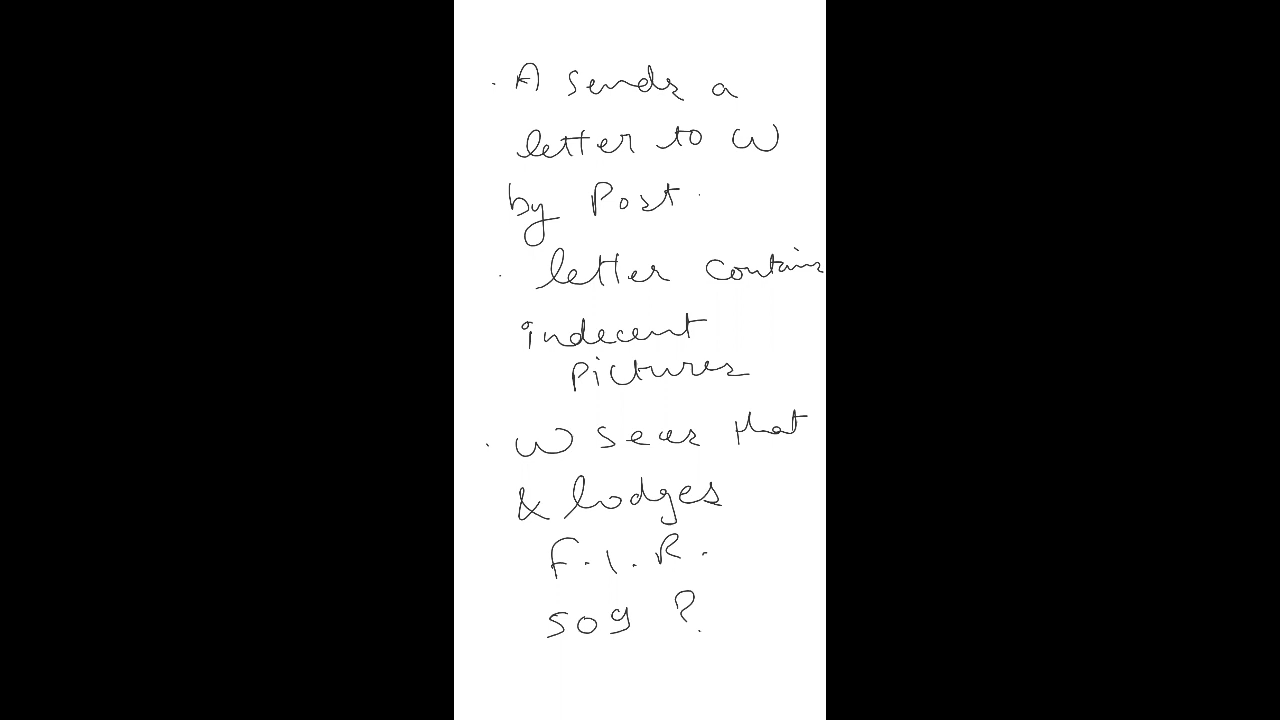 . A sends a
letter to W
by Post.
. letter contains
indecent
pictures
. W sees that
& lodges
F.I.R.
509 ?